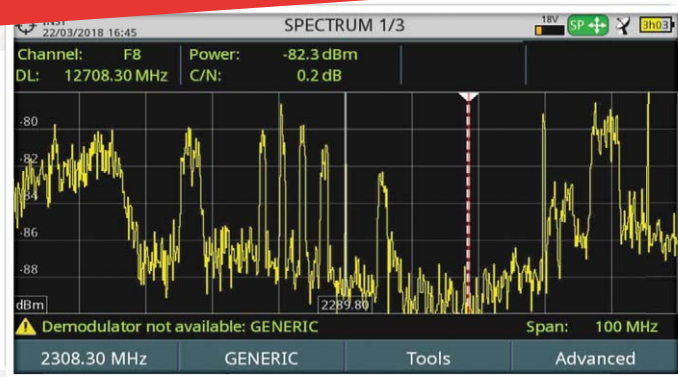 INST
22/03/2018 16:45
SPECTRUM 1/3
18V
SP
3h03
Channel: F8
Power: -82.3 dBm
DL: 12708.30 MHz
C/N: 0.2 dB
-80
-82
-84
-86
-88
dBm
2289.80
Demodulator not available: GENERIC
Span: 100 MHz
2308.30 MHz
GENERIC
Tools
Advanced